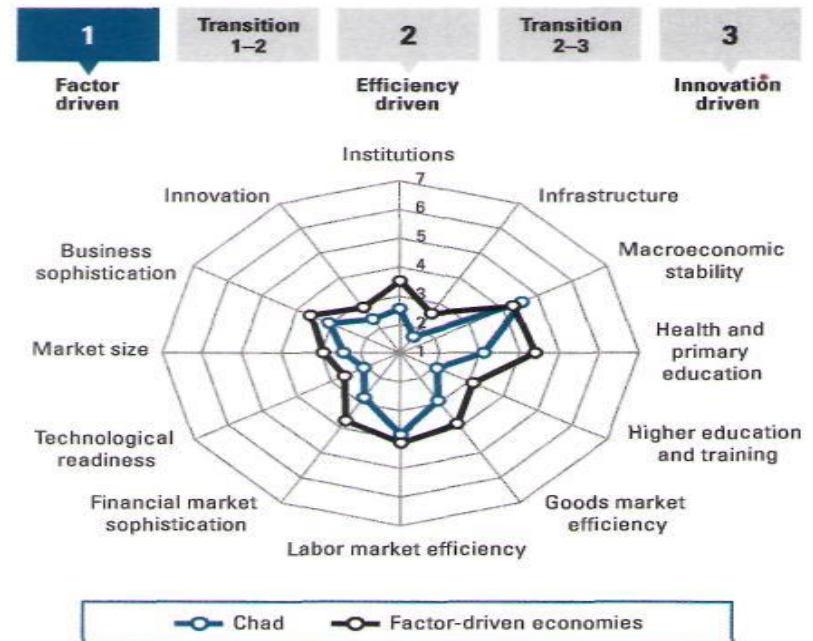 1
Transition
1–2
2
Transition
2–3
3
Factor
driven
Efficiency
driven
Innovation
driven
Institutions
Innovation
7
Infrastructure
6
Business
sophistication
5
Macroeconomic
stability
4
3
Market size
2
1
Health and
primary
education
Technological
readiness
Higher education
and training
Financial market
sophistication
Goods market
efficiency
Labor market efficiency
Chad
Factor-driven economies